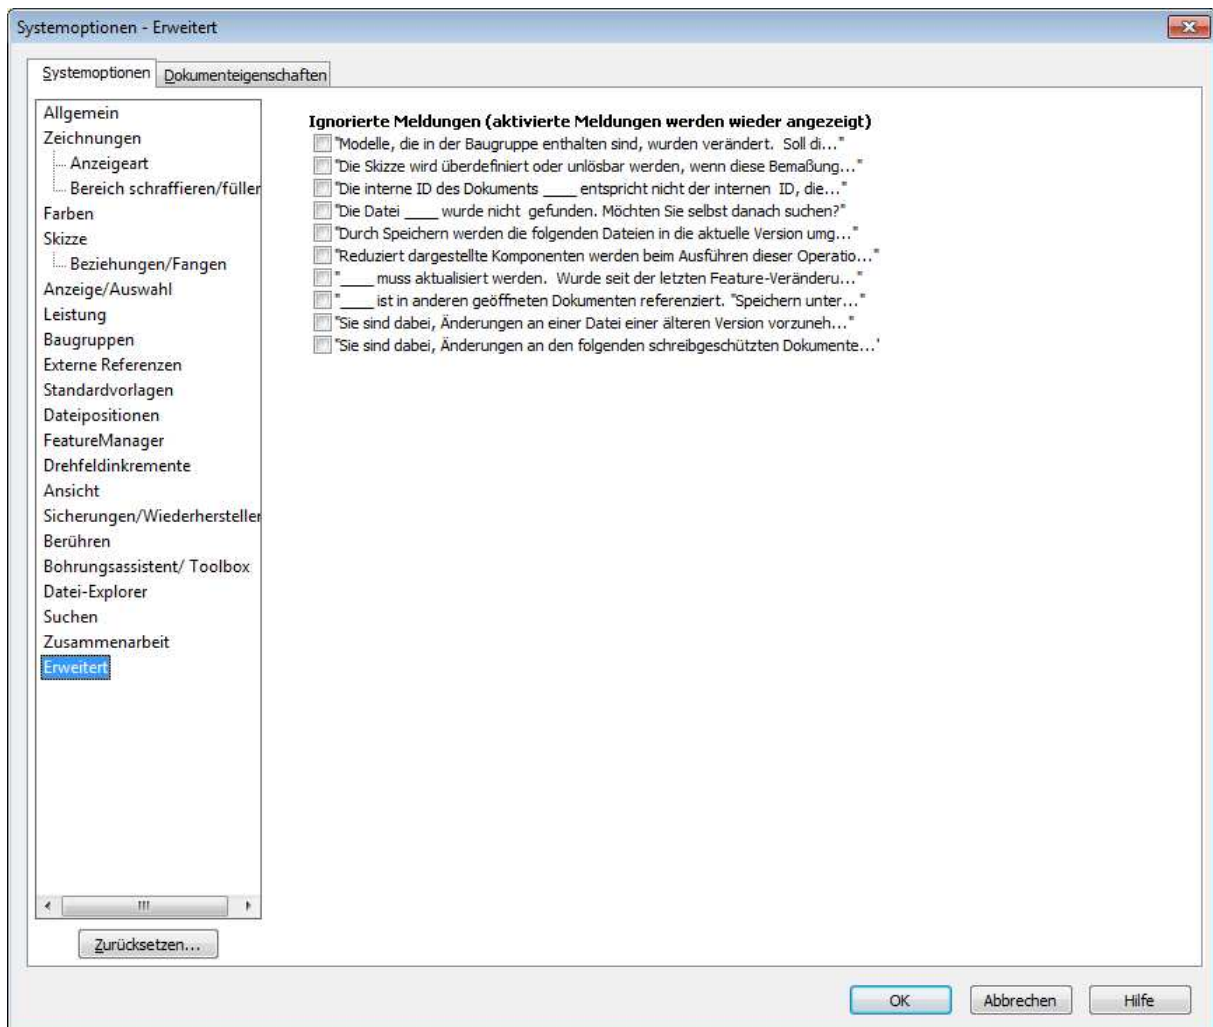 Systemoptionen - Erweitert
Systemoptionen
Dokumenteigenschaften
Allgemein
Zeichnungen
Anzeigeart
Bereich schraffieren/füller
Farben
Skizze
Beziehungen/Fangen
Anzeige/Auswahl
Leistung
Baugruppen
Externe Referenzen
Standardvorlagen
Dateipositionen
FeatureManager
Drehfeldinkremente
Ansicht
Sicherungen/Wiederhersteller
Berühren
Bohrungsassistent/ Toolbox
Datei-Explorer
Suchen
Zusammenarbeit
Erweitert
Zurücksetzen...
Ignorierte Meldungen (aktivierte Meldungen werden wieder angezeigt)
"Modelle, die in der Baugruppe enthalten sind, wurden verändert.  Soll di..."
"Die Skizze wird überdefiniert oder unlösbar werden, wenn diese Bemaßung..."
"Die interne ID des Dokuments ____ entspricht nicht der internen  ID, die..."
"Die Datei ____ wurde nicht  gefunden. Möchten Sie selbst danach suchen?"
"Durch Speichern werden die folgenden Dateien in die aktuelle Version umg..."
"Reduziert dargestellte Komponenten werden beim Ausführen dieser Operatio..."
"____ muss aktualisiert werden.  Wurde seit der letzten Feature-Veränderu..."
"____ ist in anderen geöffneten Dokumenten referenziert. "Speichern unter..."
"Sie sind dabei, Änderungen an einer Datei einer älteren Version vorzuneh..."
"Sie sind dabei, Änderungen an den folgenden schreibgeschützten Dokumente...'
OK
Abbrechen
Hilfe